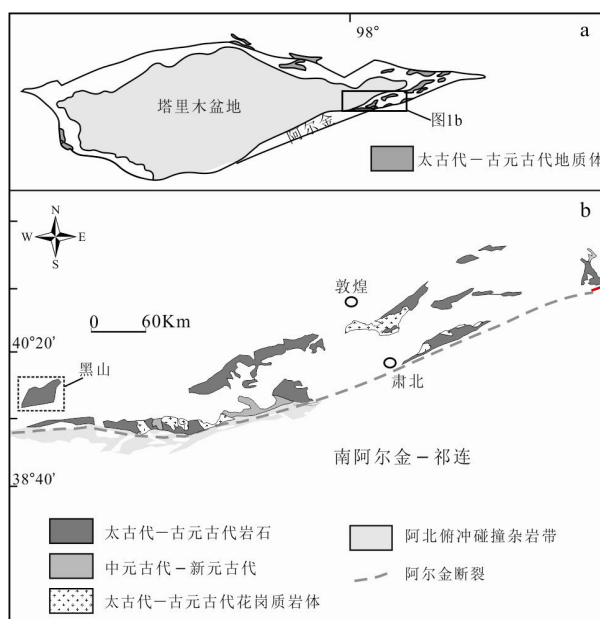 98°
a
塔里木盆地
阿尔金
图1b
太古代－古元古代地质体
b
N
W E
S
敦煌
0 60Km
40°20'
黑山
肃北
南阿尔金－祁连
38°40'
太古代－古元古代岩石
阿北俯冲碰撞杂岩带
中元古代－新元古代
阿尔金断裂
太古代－古元古代花岗质岩体